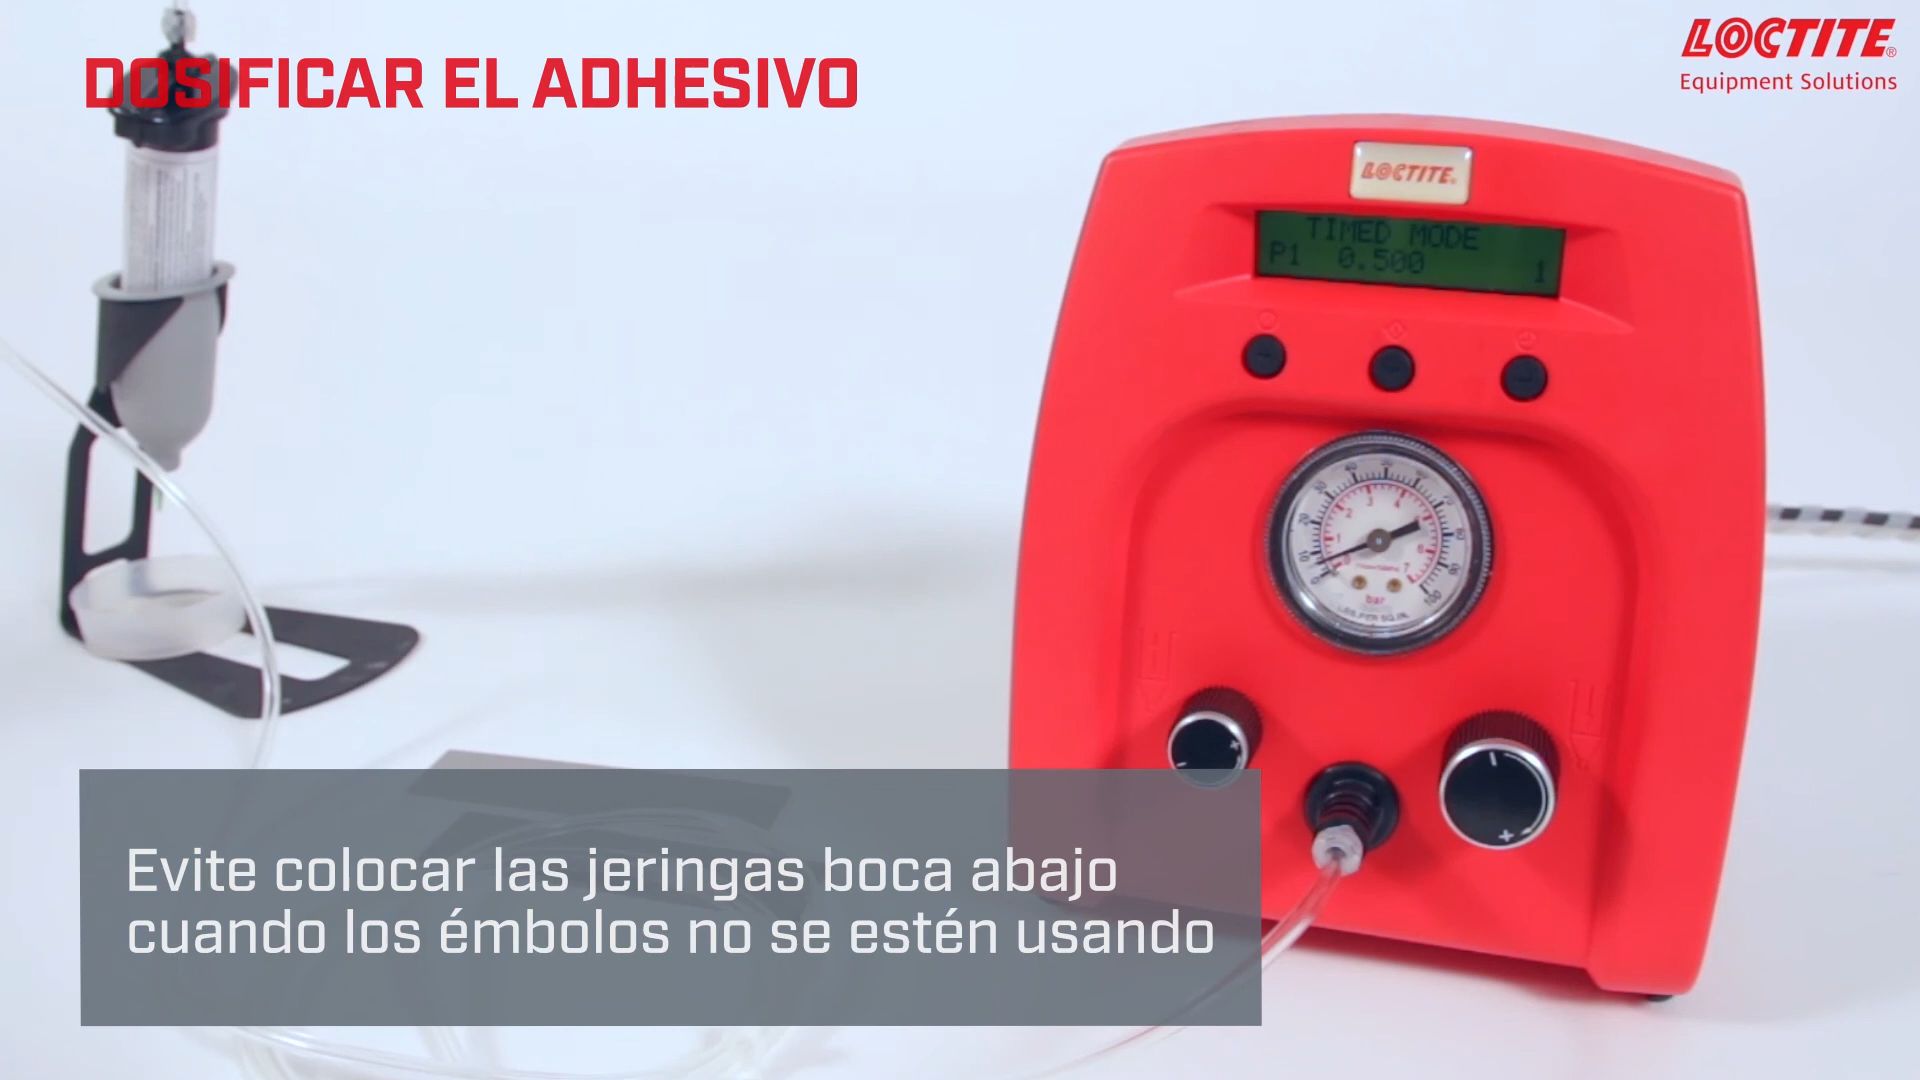 DOSIFICAR EL ADHESIVO
LOCTITE®
Equipment Solutions
LOCTITE.
TIMED MODE
P1 0.500 1
bar
Evite colocar las jeringas boca abajo
cuando los émbolos no se estén usando